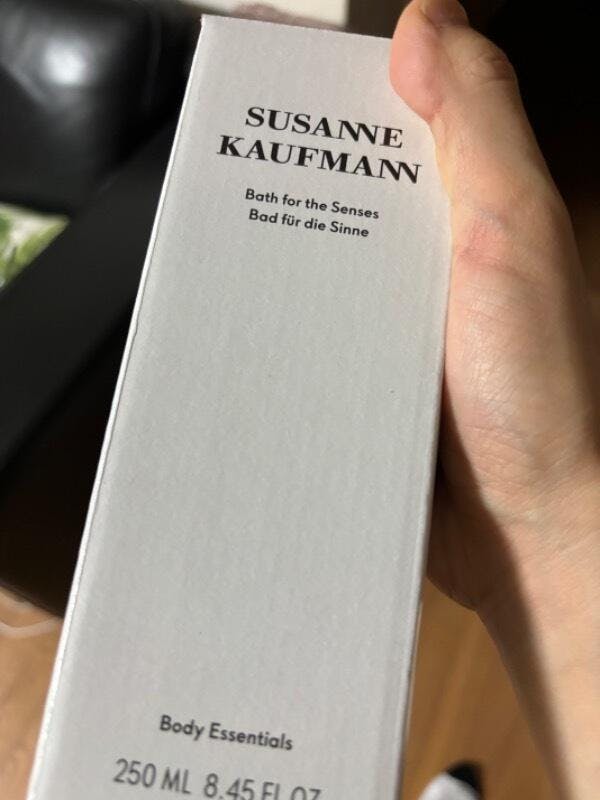 SUSANNE
KAUFMANN
Bath for the Senses
Bad für die Sinne
Body Essentials
250 ML 8.45 FL OZ